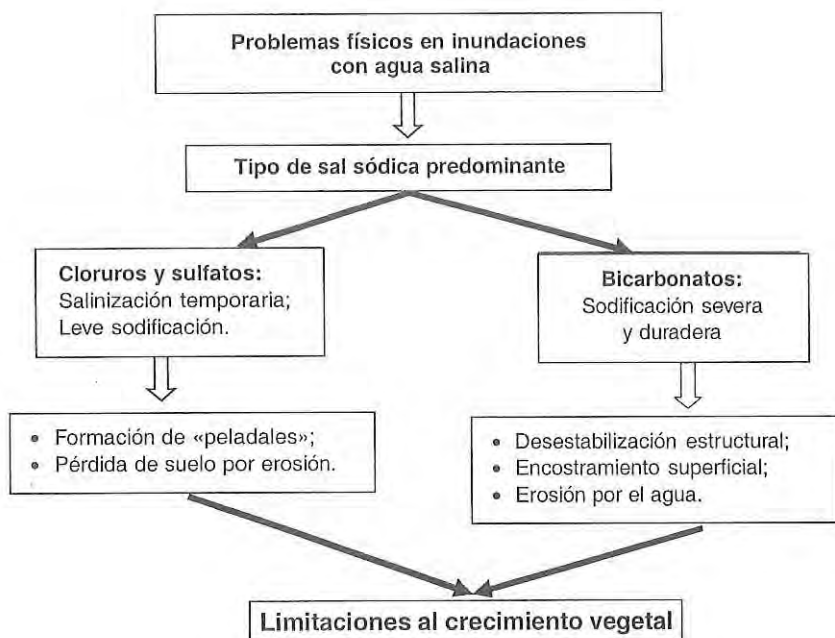 Problemas físicos en inundaciones
con agua salina
Tipo de sal sódica predominante
Cloruros y sulfatos:
Salinización temporaria;
Leve sodificación.
Bicarbonatos:
Sodificación severa
y duradera
• Formación de «peladales»;
• Pérdida de suelo por erosión.
• Desestabilización estructural;
• Encostramiento superficial;
• Erosión por el agua.
Limitaciones al crecimiento vegetal